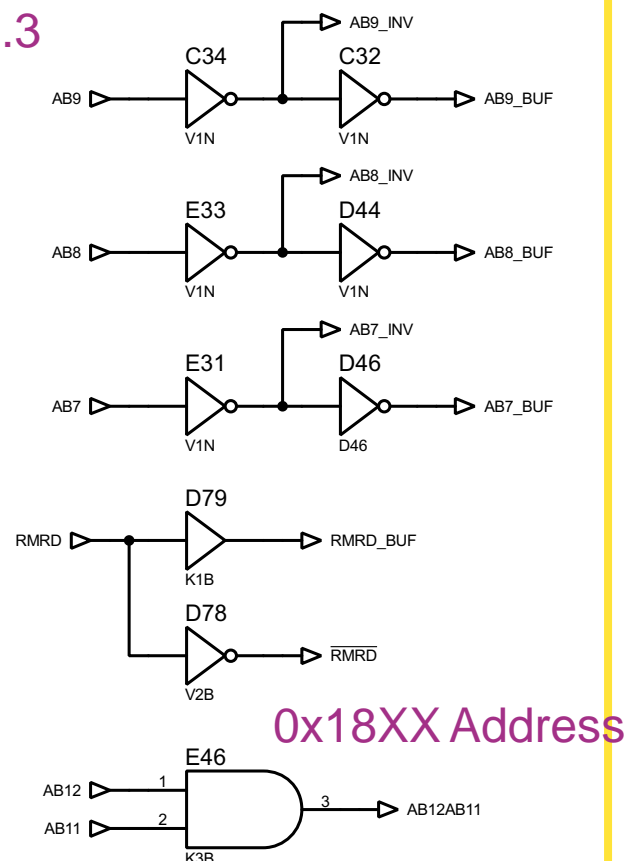 .3
AB9_INV
C34
C32
AB9
AB9_BUF
V1N
V1N
AB8_INV
E33
D44
AB8
AB8_BUF
V1N
V1N
AB7_INV
E31
D46
AB7
AB7_BUF
V1N
D46
D79
RMRD
RMRD_BUF
K1B
D78
RMRD
V2B
0x18XX Address
E46
AB12
1
3
AB12AB11
AB11
2
K3B